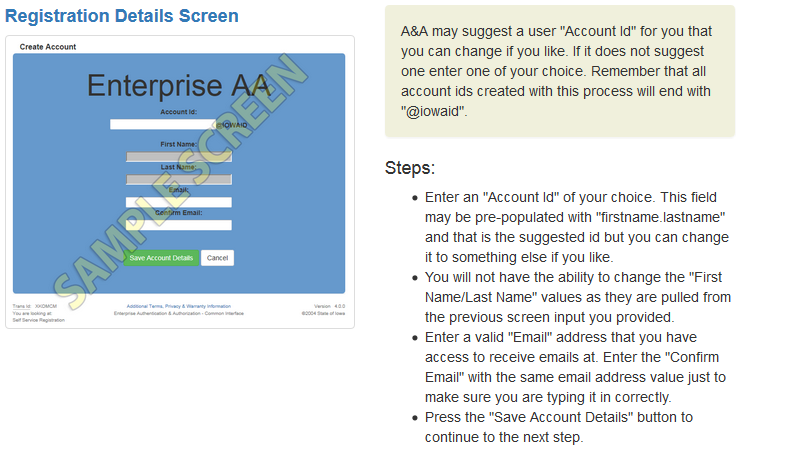 Registration Details Screen
Create Account
Enterprise AA
Account Id:
@IOWAID
First Name:
Last Name:
Email:
Confirm Email:
Save Account Details
Cancel
SAMPLE SCREEN
Trans Id: XKDMCM
You are looking at
Self Service Registration
Additional Terms, Privacy & Warranty Information
Enterprise Authentication & Authorization - Common Interface
Version: 4.0.0
©2004 State of Iowa
A&A may suggest a user "Account Id" for you that
you can change if you like. If it does not suggest
one enter one of your choice. Remember that all
account ids created with this process will end with
"@iowaid".
Steps:
Enter an "Account Id" of your choice. This field
may be pre-populated with "firstname.lastname"
and that is the suggested id but you can change
it to something else if you like.
You will not have the ability to change the "First
Name/Last Name" values as they are pulled from
the previous screen input you provided.
Enter a valid "Email" address that you have
access to receive emails at. Enter the "Confirm
Email" with the same email address value just to
make sure you are typing it in correctly.
Press the "Save Account Details" button to
continue to the next step.